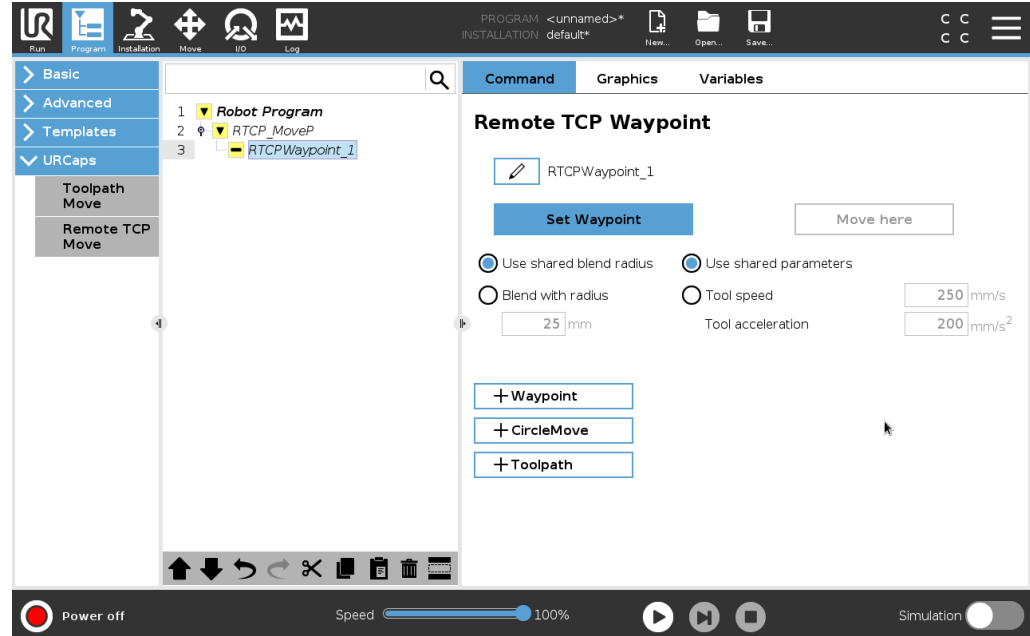 PROGRAM <unnamed>*
INSTALLATION default*
UR
Run
Program
Installation
Move
I/O
Log
New...
Open...
Save...
C C
C C
Basic
Advanced
Templates
URCaps
Toolpath
Move
Remote TCP
Move
1 Robot Program
2 RTCP_MoveP
3 RTCPWaypoint_1
Command
Graphics
Variables
Remote TCP Waypoint
RTCPWaypoint_1
Set Waypoint
Move here
Use shared blend radius
Use shared parameters
Blend with radius
Tool speed
250 mm/s
25 mm
Tool acceleration
200 mm/s²
+Waypoint
+CircleMove
+Toolpath
Power off
Speed
100%
Simulation